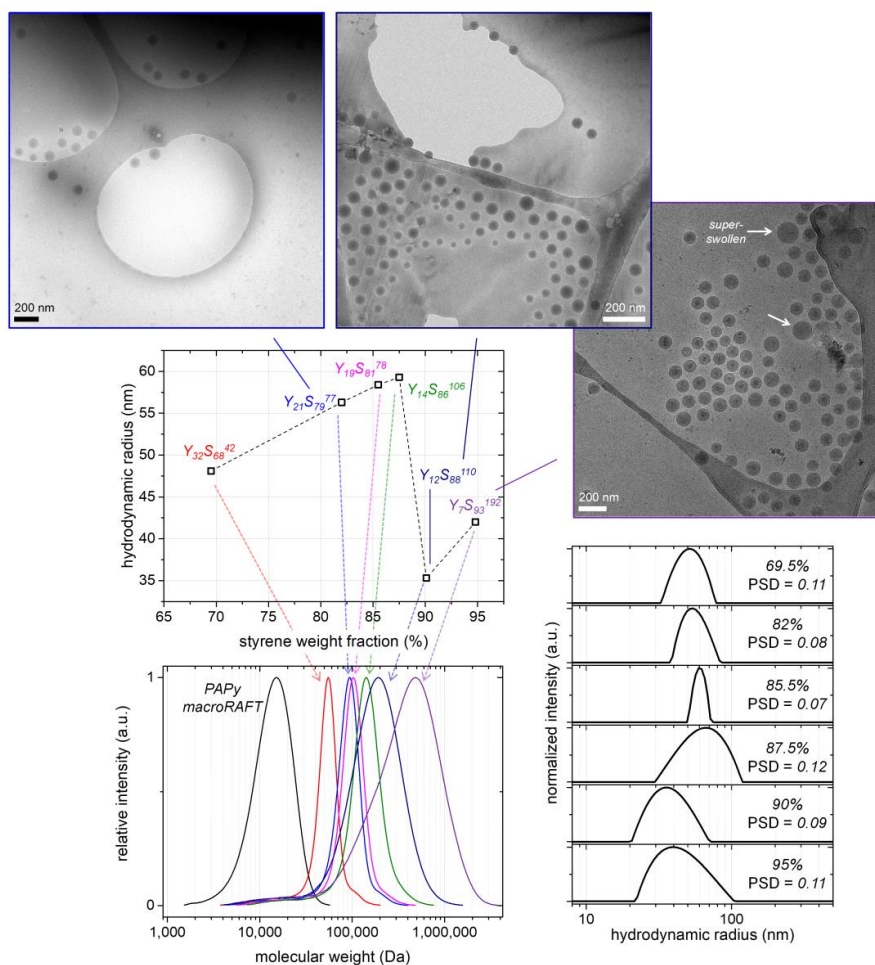 200 nm
200 nm
super-
swollen
200 nm
hydrodynamic radius (nm)
60
55
50
45
40
35
65
70
75
80
85
90
95
styrene weight fraction (%)
Y32S68^42
Y21S79^77
Y19S81^78
Y14S86^106
Y12S88^110
Y7S93^192
relative intensity (a.u.)
1
0
PAPy
macroRAFT
1,000
10,000
100,000
1,000,000
molecular weight (Da)
normalized intensity (a.u.)
69.5%
PSD = 0.11
82%
PSD = 0.08
85.5%
PSD = 0.07
87.5%
PSD = 0.12
90%
PSD = 0.09
95%
PSD = 0.11
10
100
hydrodynamic radius (nm)